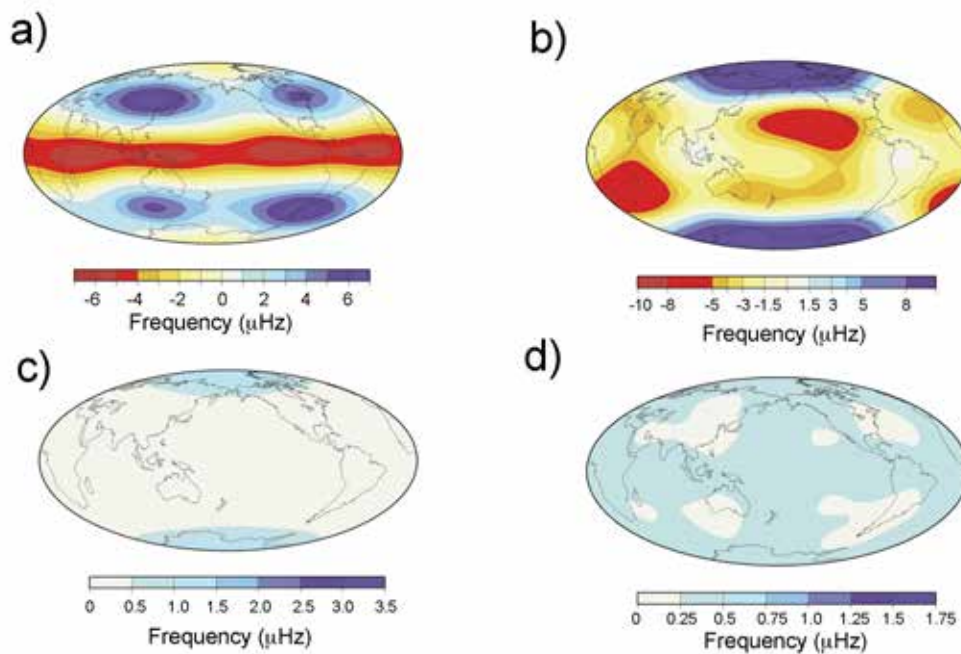 a)
b)
-6 -4 -2 0 2 4 6
Frequency (μHz)
-10 -8 -5 -3 -1.5 1.5 3 5 8
Frequency (μHz)
c)
d)
0 0.5 1.0 1.5 2.0 2.5 3.0 3.5
Frequency (μHz)
0 0.25 0.5 0.75 1.0 1.25 1.5 1.75
Frequency (μHz)